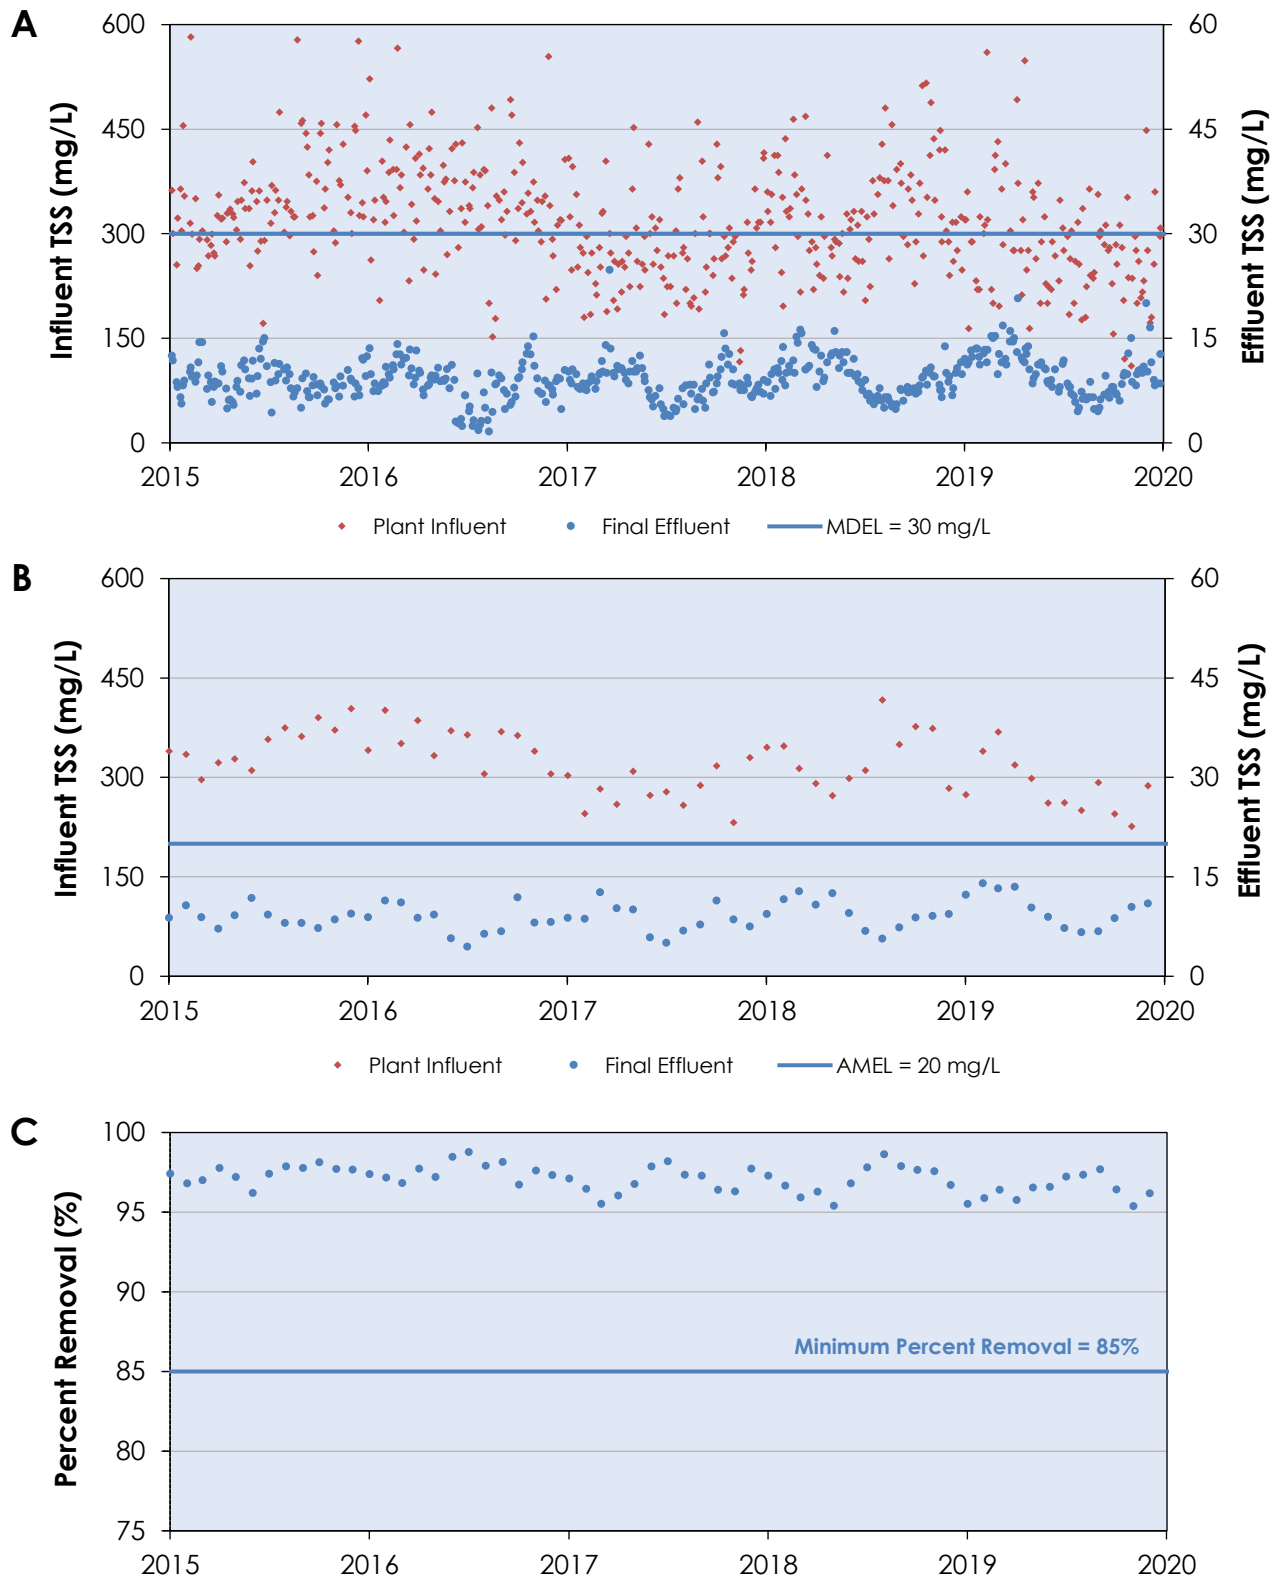 A
600
450
300
150
0
Influent TSS (mg/L)
60
45
30
15
0
Effluent TSS (mg/L)
2015 2016 2017 2018 2019 2020
Plant Influent Final Effluent MDEL = 30 mg/L
B
600
450
300
150
0
Influent TSS (mg/L)
60
45
30
15
0
Effluent TSS (mg/L)
2015 2016 2017 2018 2019 2020
Plant Influent Final Effluent AMEL = 20 mg/L
C
100
95
90
85
80
75
Percent Removal (%)
Minimum Percent Removal = 85%
2015 2016 2017 2018 2019 2020